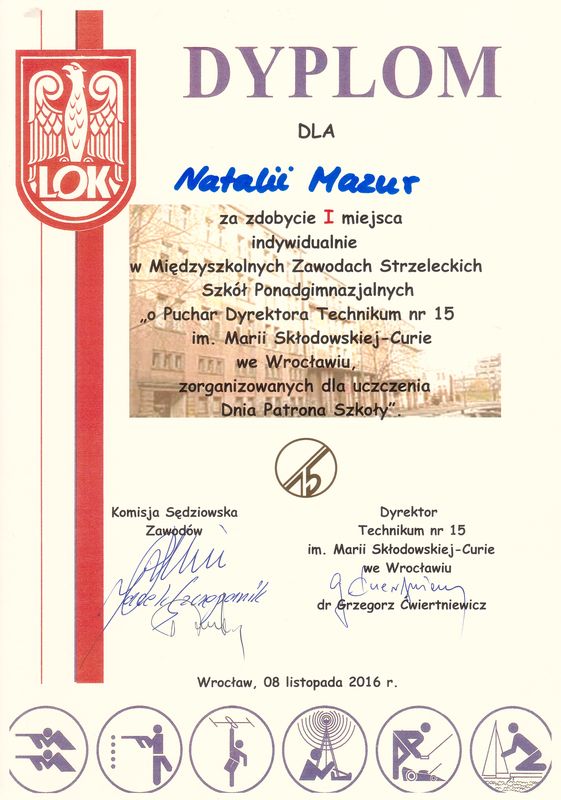 DYPLOM
LOK
DLA
Natalii Mazur
za zdobycie I miejsca
indywidualnie
w Międzyszkolnych Zawodach Strzeleckich
Szkół Ponadgimnazjalnych
„o Puchar Dyrektora Technikum nr 15
im. Marii Skłodowskiej-Curie
we Wrocławiu,
zorganizowanych dla uczczenia
Dnia Patrona Szkoły”.
15
Komisja Sędziowska
Zawodów
Dyrektor
Technikum nr 15
im. Marii Skłodowskiej-Curie
we Wrocławiu
dr Grzegorz Ćwiertniewicz
Wrocław, 08 listopada 2016 r.